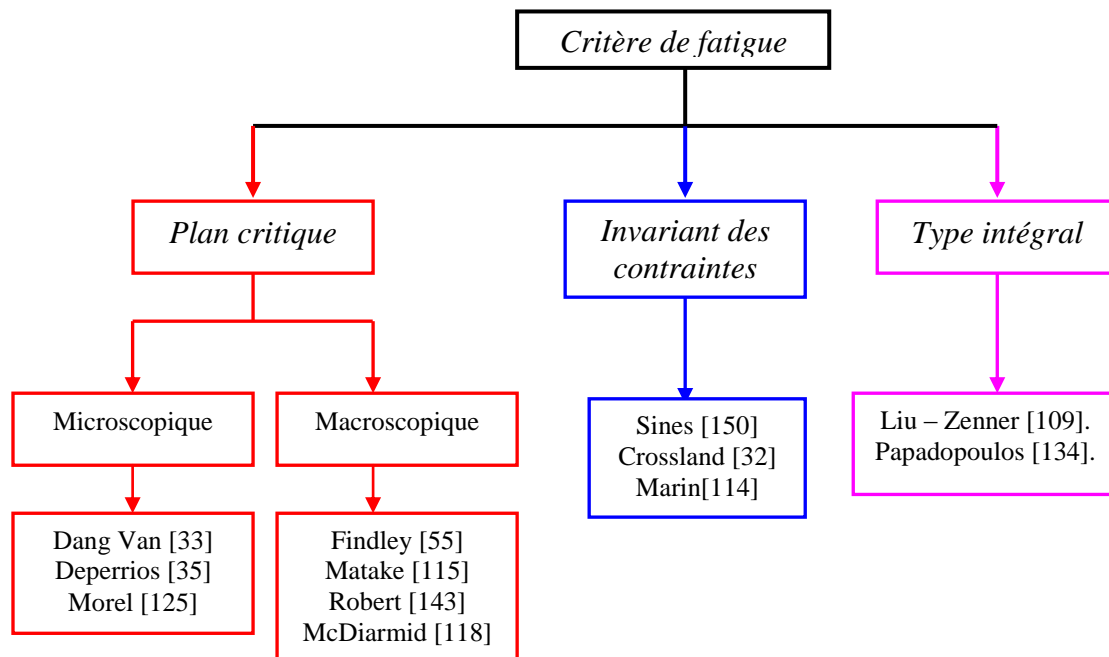 Critère de fatigue
Plan critique
Invariant des
contraintes
Type intégral
Microscopique
Macroscopique
Dang Van [33]
Deperrios [35]
Morel [125]
Findley [55]
Matake [115]
Robert [143]
McDiarmid [118]
Sines [150]
Crossland [32]
Marin[114]
Liu – Zenner [109].
Papadopoulos [134].